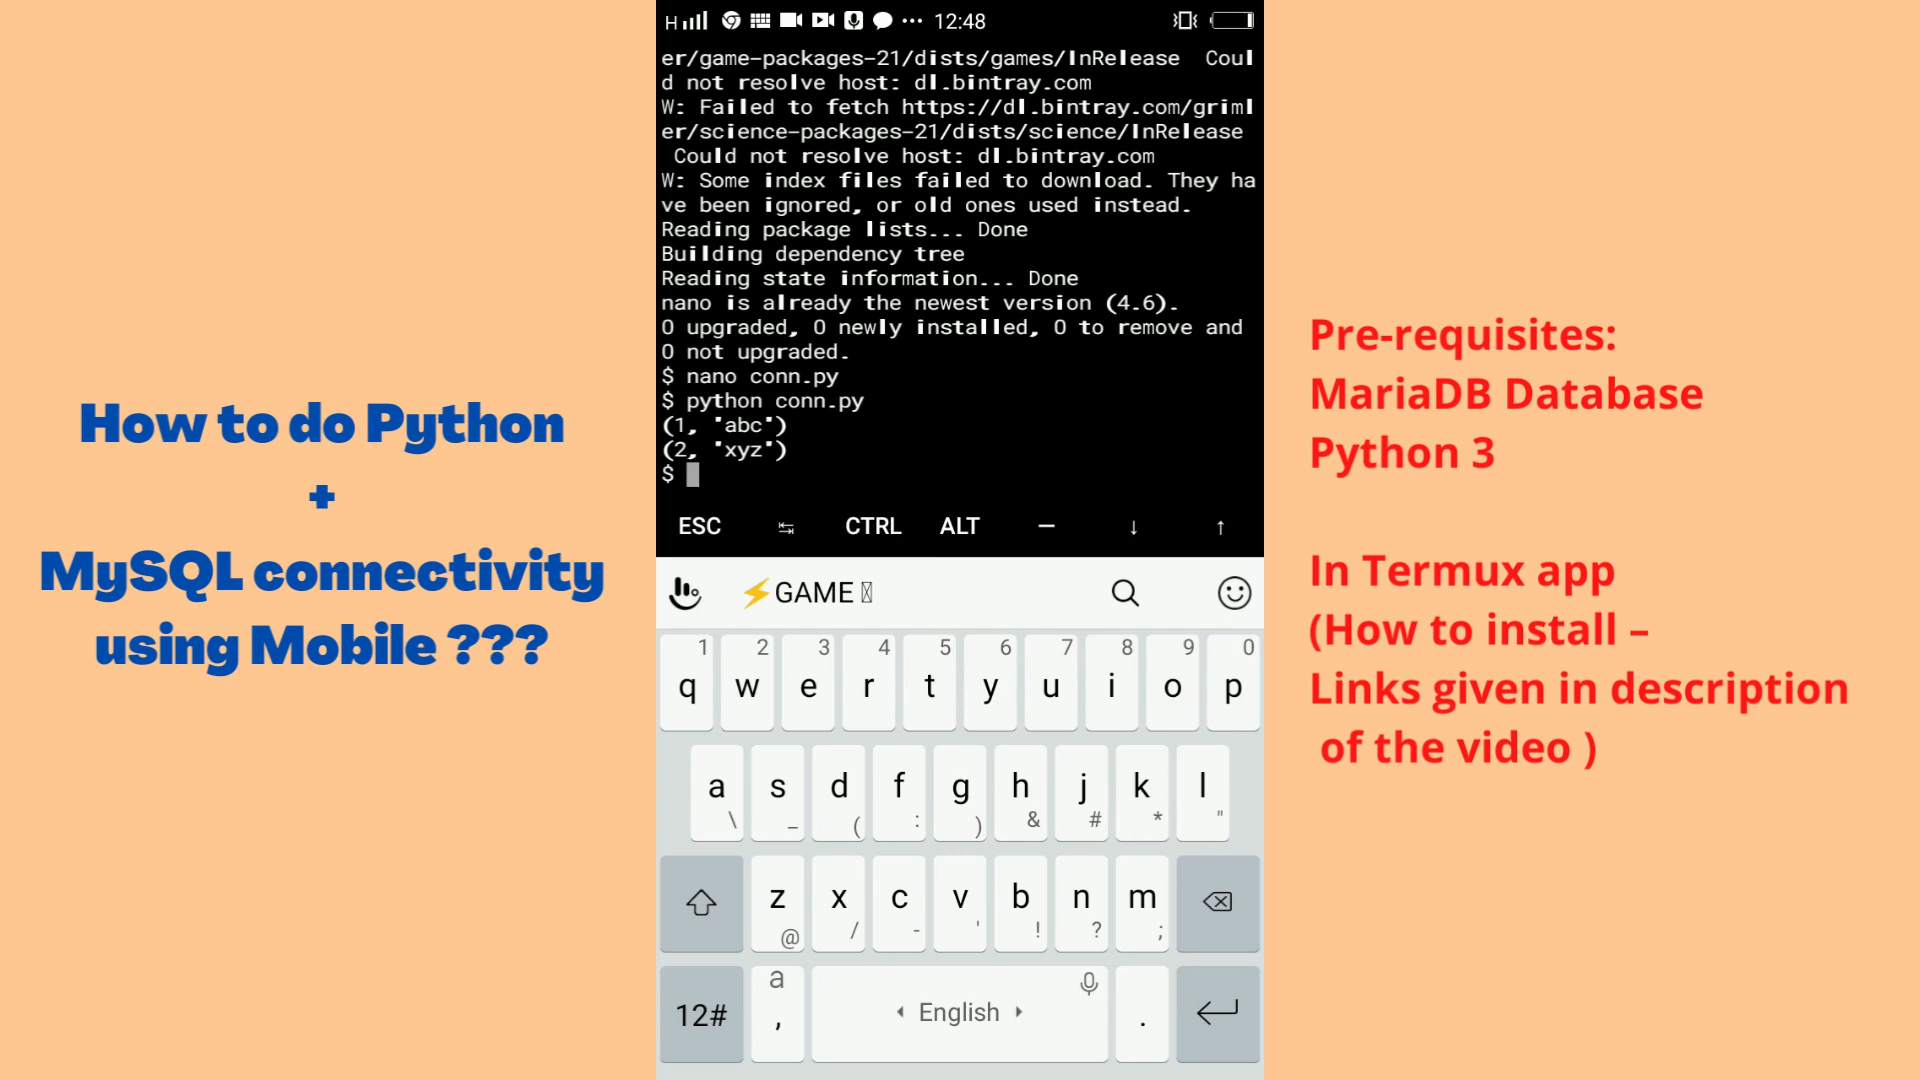 How to do Python
+
MySQL connectivity
using Mobile ???
H 12:48
er/game-packages-21/dists/games/InRelease  Coul
d not resolve host: dl.bintray.com
W: Failed to fetch https://dl.bintray.com/griml
er/science-packages-21/dists/science/InRelease
 Could not resolve host: dl.bintray.com
W: Some index files failed to download. They ha
ve been ignored, or old ones used instead.
Reading package lists... Done
Building dependency tree
Reading state information... Done
nano is already the newest version (4.6).
0 upgraded, 0 newly installed, 0 to remove and
0 not upgraded.
$ nano conn.py
$ python conn.py
(1, 'abc')
(2, 'xyz')
$
ESC ⇆ CTRL ALT — ↓ ↑
⚡GAME
1 2 3 4 5 6 7 8 9 0
q w e r t y u i o p
a s d f g h j k l
\ _ ( : ) & # * "
z x c v b n m
@ / - ' ! ? ;
a
12# , English .
Pre-requisites:
MariaDB Database
Python 3
In Termux app
(How to install –
Links given in description
of the video )